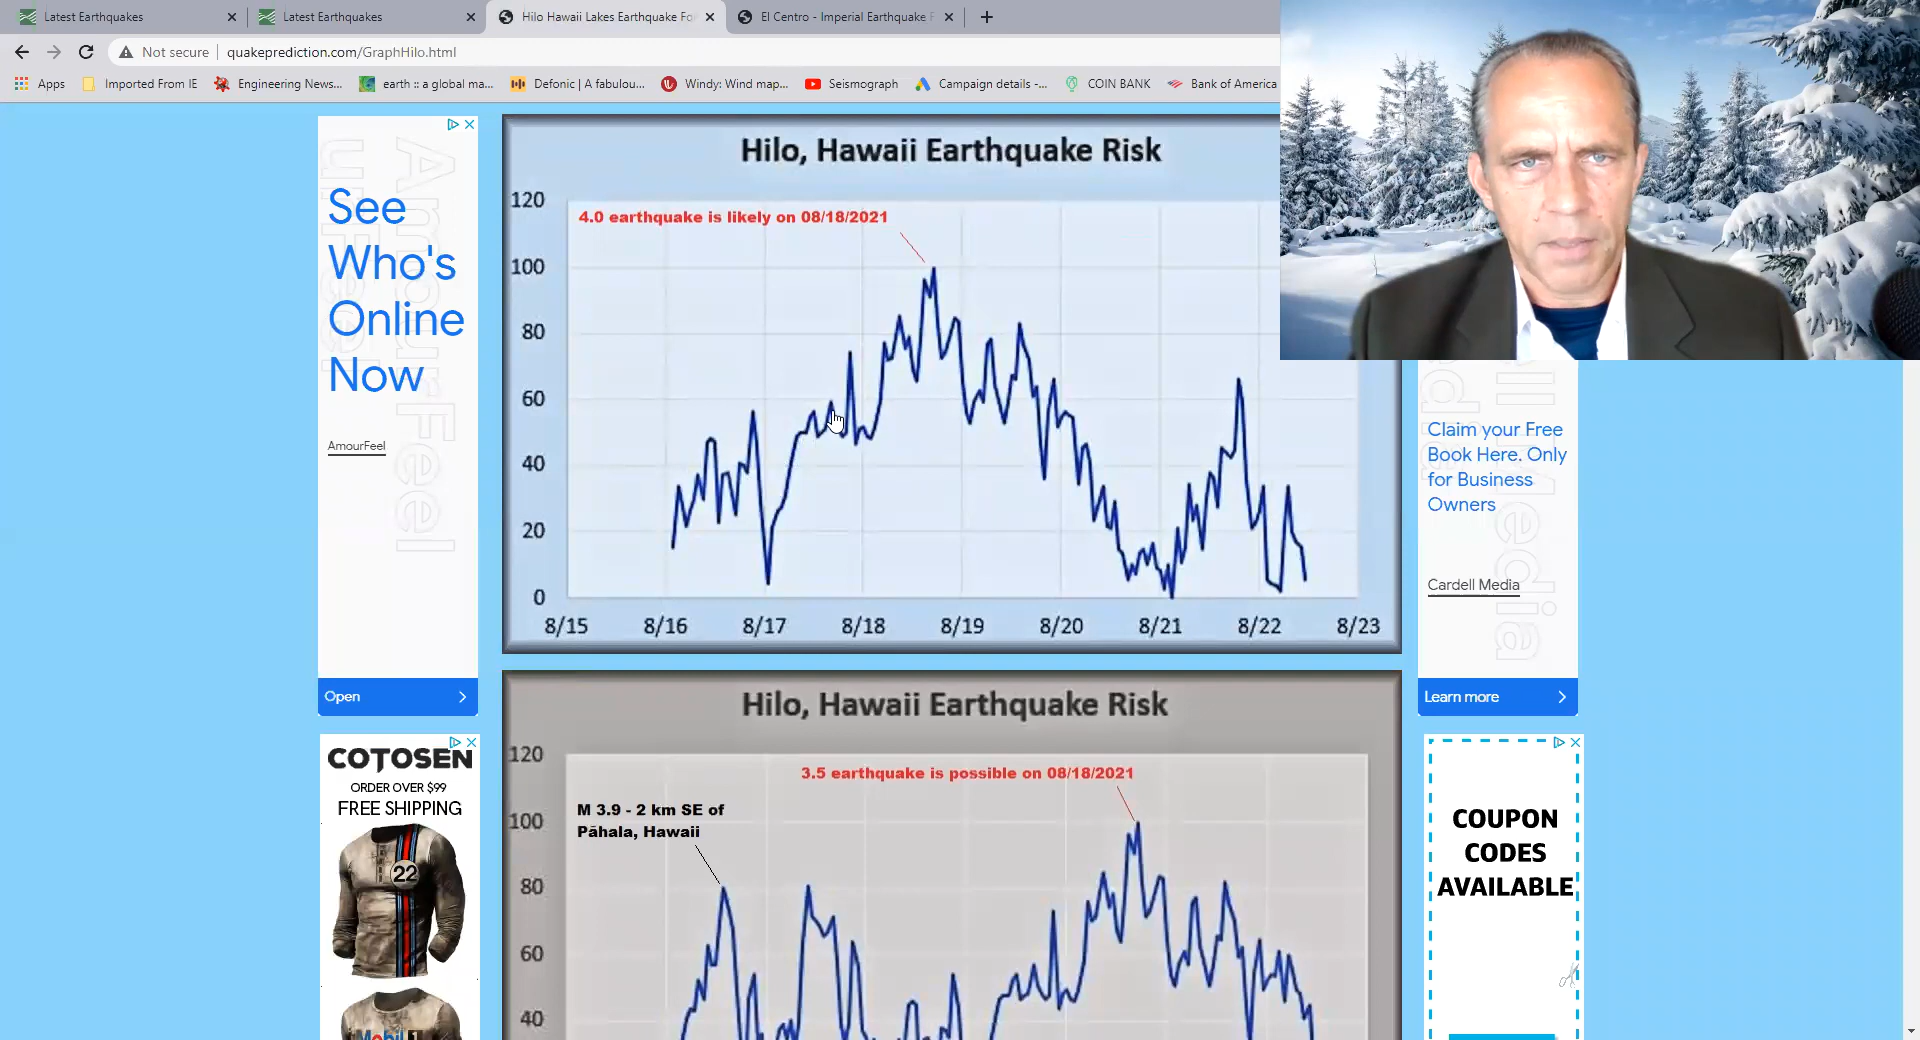 Latest Earthquakes
Latest Earthquakes
Hilo Hawaii Lakes Earthquake Fo
El Centro - Imperial Earthquake F
Not secure
quakeprediction.com/GraphHilo.html
Apps
Imported From IE
Engineering News...
earth :: a global ma...
Defonic | A fabulou...
Windy: Wind map...
Seismograph
Campaign details -...
COIN BANK
Bank of America
See
Who's
Online
Now
AmourFeel
Open
Hilo, Hawaii Earthquake Risk
4.0 earthquake is likely on 08/18/2021
120
100
80
60
40
20
0
8/15 8/16 8/17 8/18 8/19 8/20 8/21 8/22 8/23
Claim your Free
Book Here. Only
for Business
Owners
Cardell Media
Learn more
COTOSEN
ORDER OVER $99
FREE SHIPPING
22
Mobil 1
Hilo, Hawaii Earthquake Risk
3.5 earthquake is possible on 08/18/2021
M 3.9 - 2 km SE of
Pāhala, Hawaii
120
100
80
60
40
COUPON
CODES
AVAILABLE